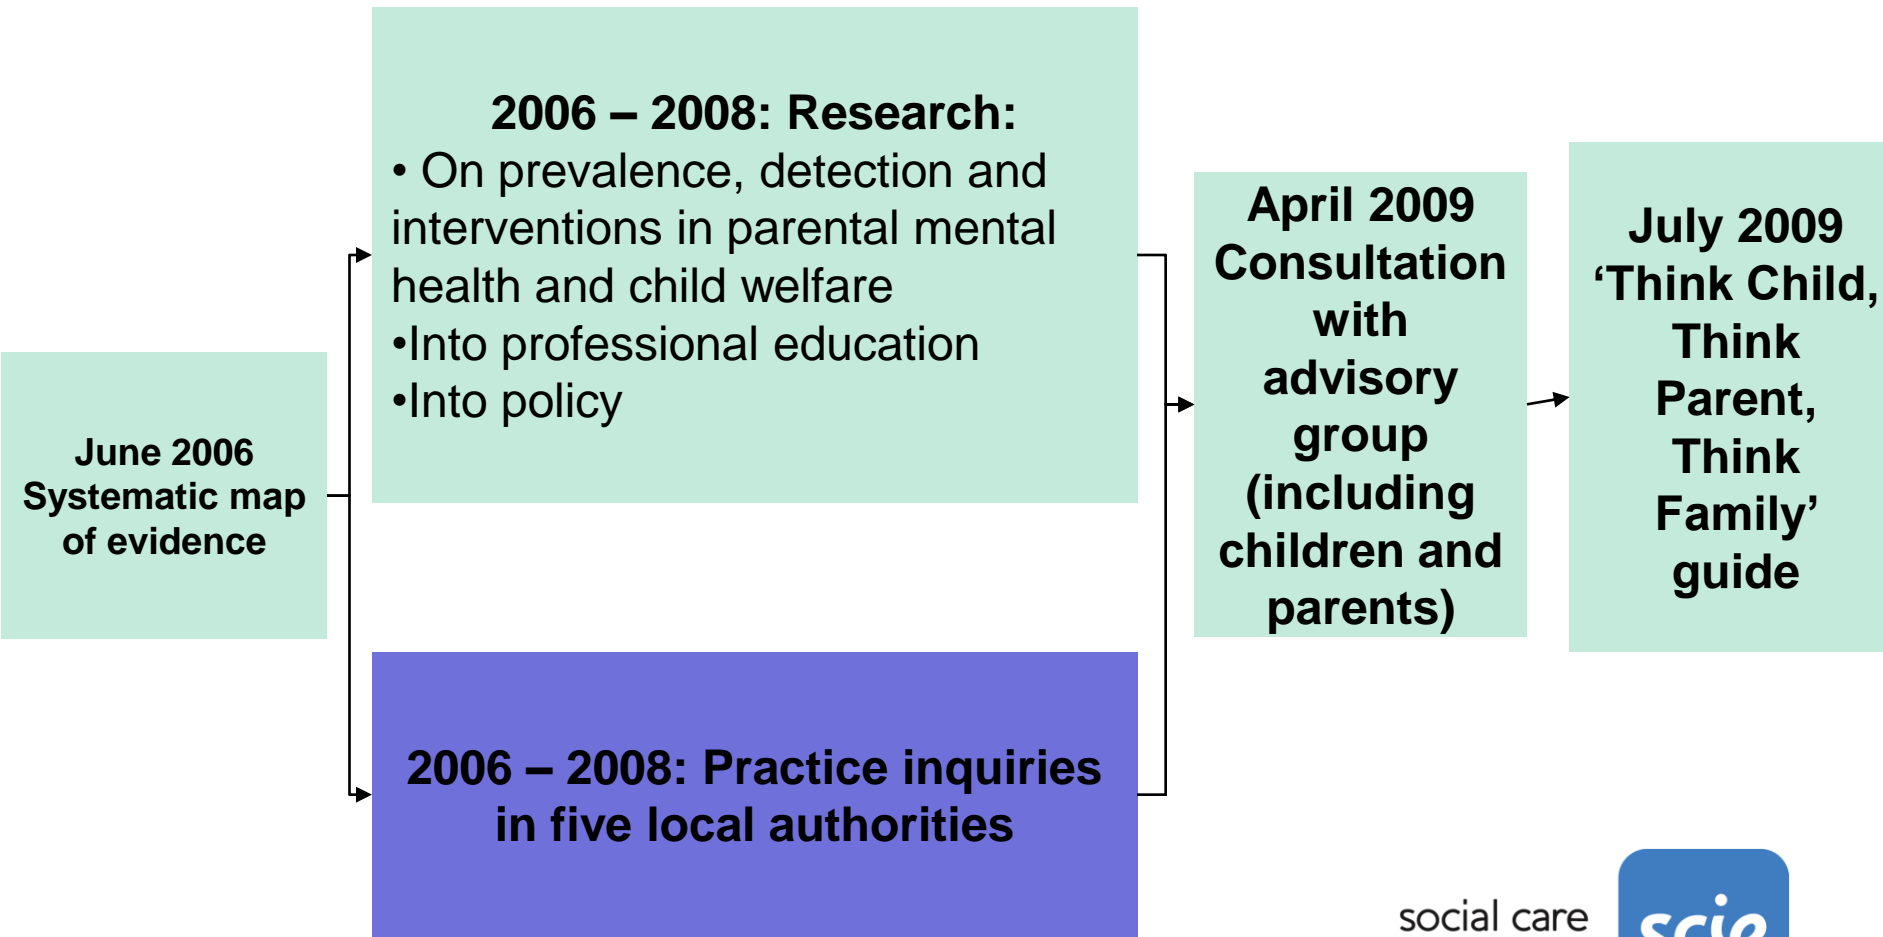 June 2006
Systematic map
of evidence
2006 – 2008: Research:
• On prevalence, detection and
interventions in parental mental
health and child welfare
•Into professional education
•Into policy
2006 – 2008: Practice inquiries
in five local authorities
April 2009
Consultation
with
advisory
group
(including
children and
parents)
July 2009
‘Think Child,
Think
Parent,
Think
Family’
guide
social care
scie